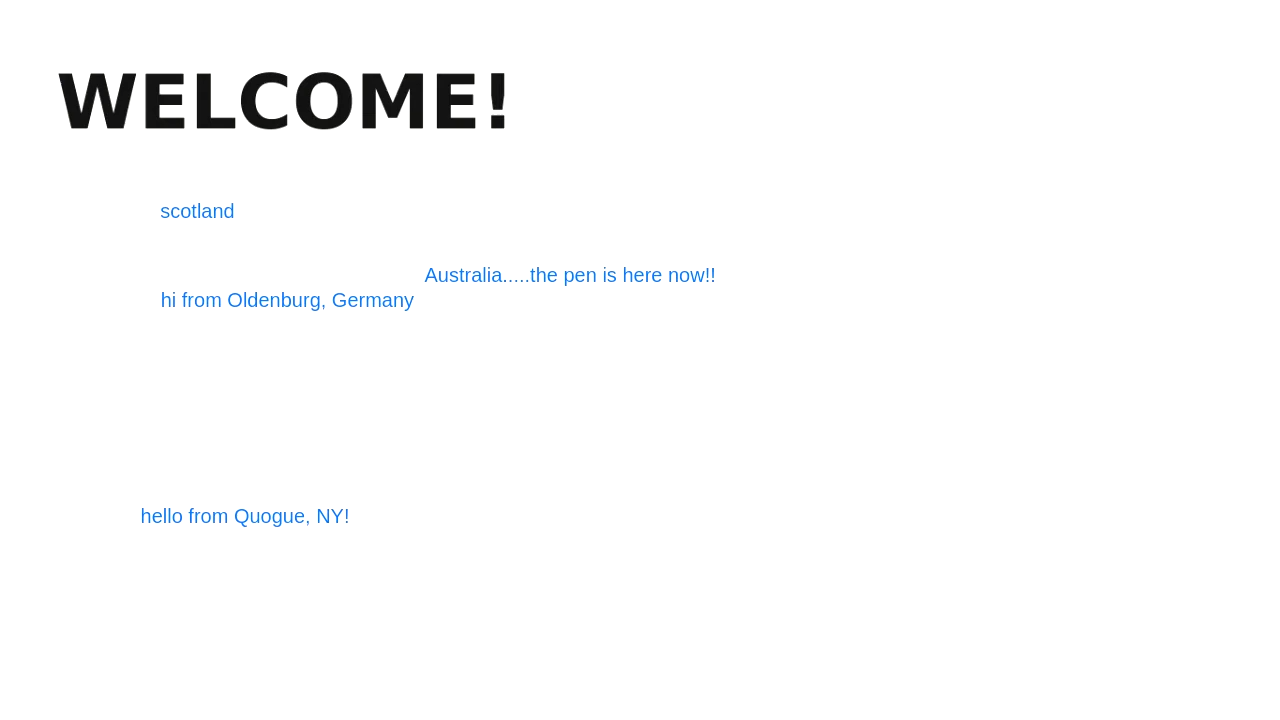 WELCOME!
scotland
Australia.....the pen is here now!!
hi from Oldenburg, Germany
hello from Quogue, NY!